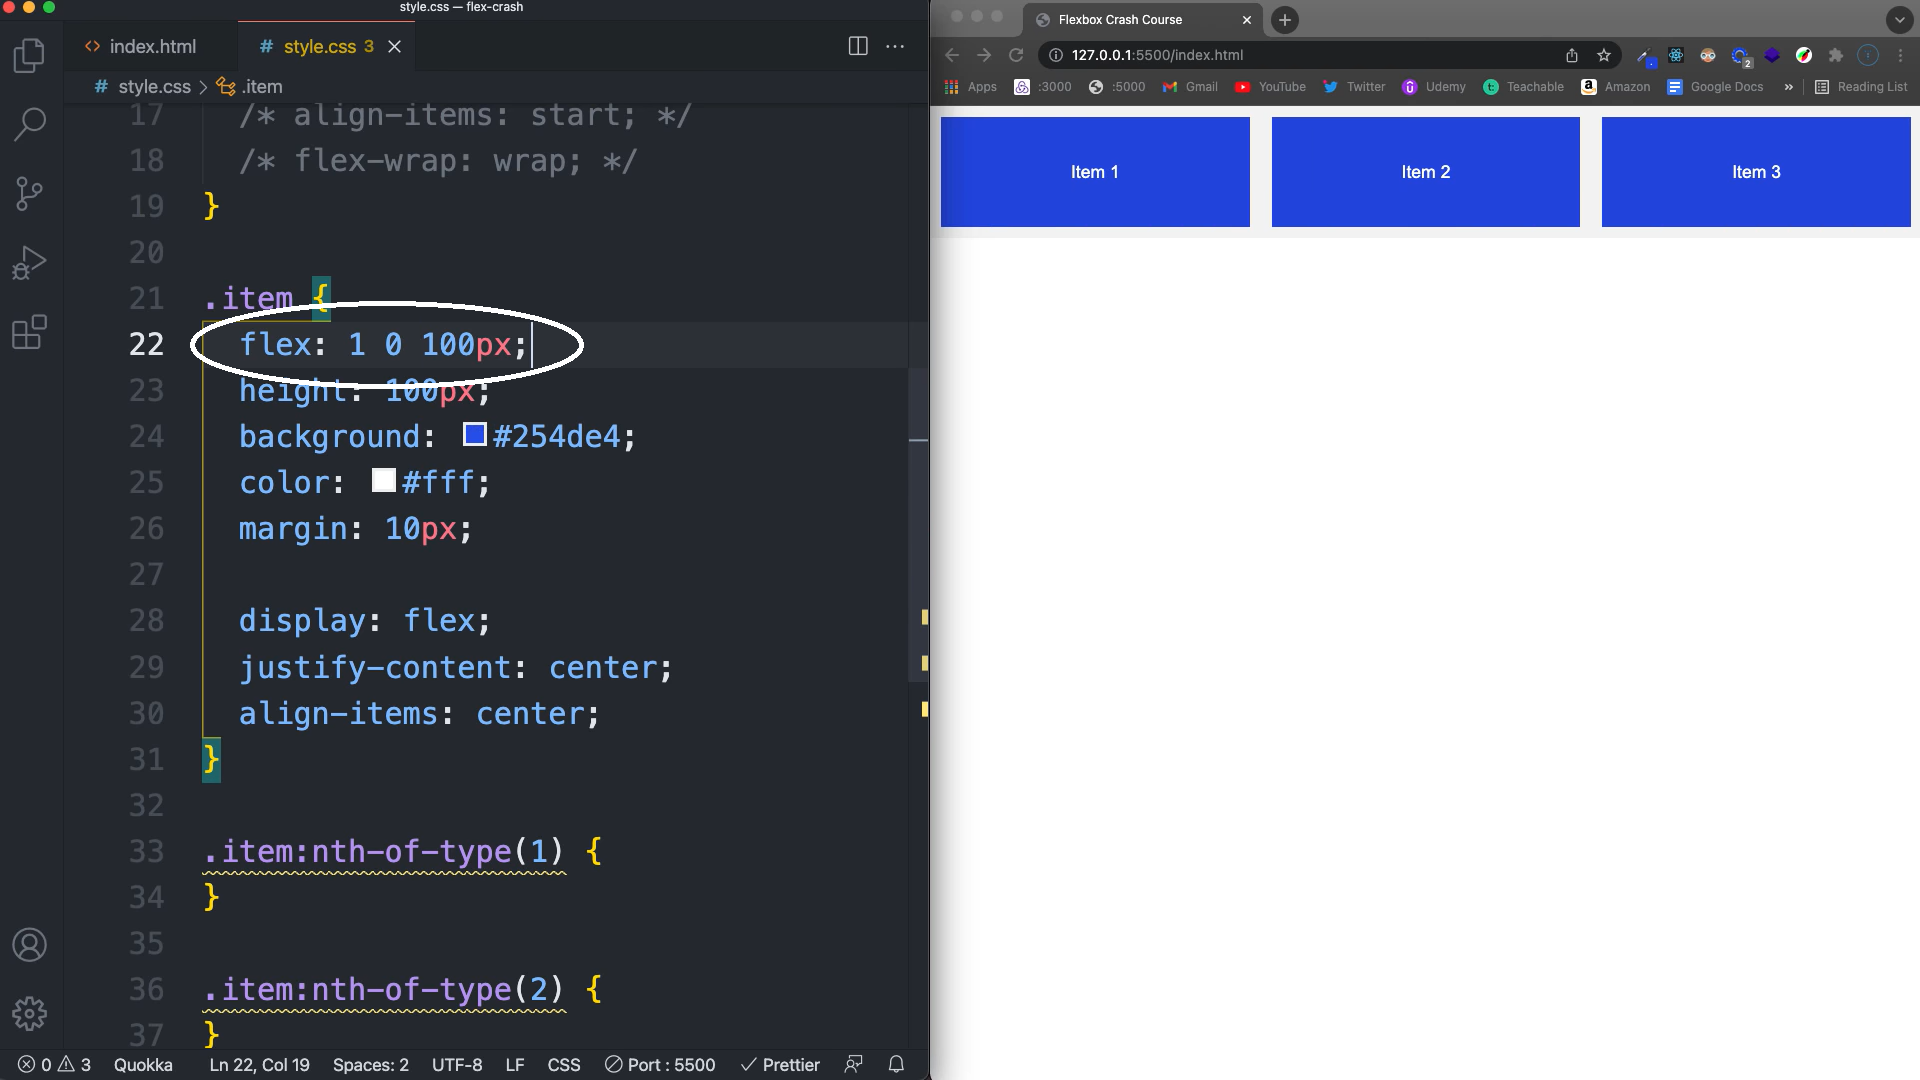 style.css — flex-crash
index.html
# style.css 3
# style.css > .item
17 /* align-items: start; */
18 /* flex-wrap: wrap; */
19 }
20
21 .item {
22 flex: 1 0 100px;
23 height: 100px;
24 background: #254de4;
25 color: #fff;
26 margin: 10px;
27
28 display: flex;
29 justify-content: center;
30 align-items: center;
31 }
32
33 .item:nth-of-type(1) {
34 }
35
36 .item:nth-of-type(2) {
37 }
0 3 Quokka Ln 22, Col 19 Spaces: 2 UTF-8 LF CSS Port : 5500 Prettier
Flexbox Crash Course
127.0.0.1:5500/index.html
2
Apps :3000 :5000 Gmail YouTube Twitter Udemy Teachable Amazon Google Docs » Reading List
Item 1 Item 2 Item 3